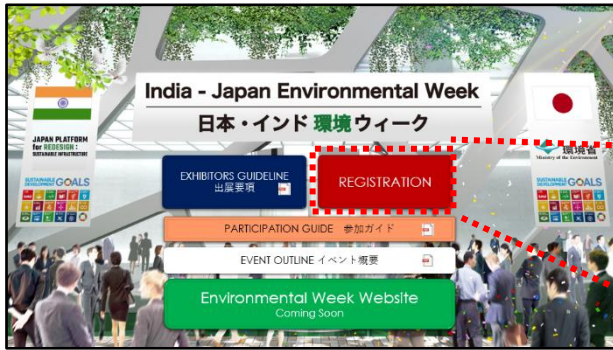 India - Japan Environmental Week
日本・インド 環境ウィーク
JAPAN PLATFORM
for REDESIGN :
SUSTAINABLE INFRASTRUCTURE
環境省
Ministry of the Environment
SUSTAINABLE
DEVELOPMENT GOALS
SUSTAINABLE
DEVELOPMENT GOALS
EXHIBITORS GUIDELINE
出展要項
REGISTRATION
PARTICIPATION GUIDE 参加ガイド
EVENT OUTLINE イベント概要
Environmental Week Website
Coming Soon